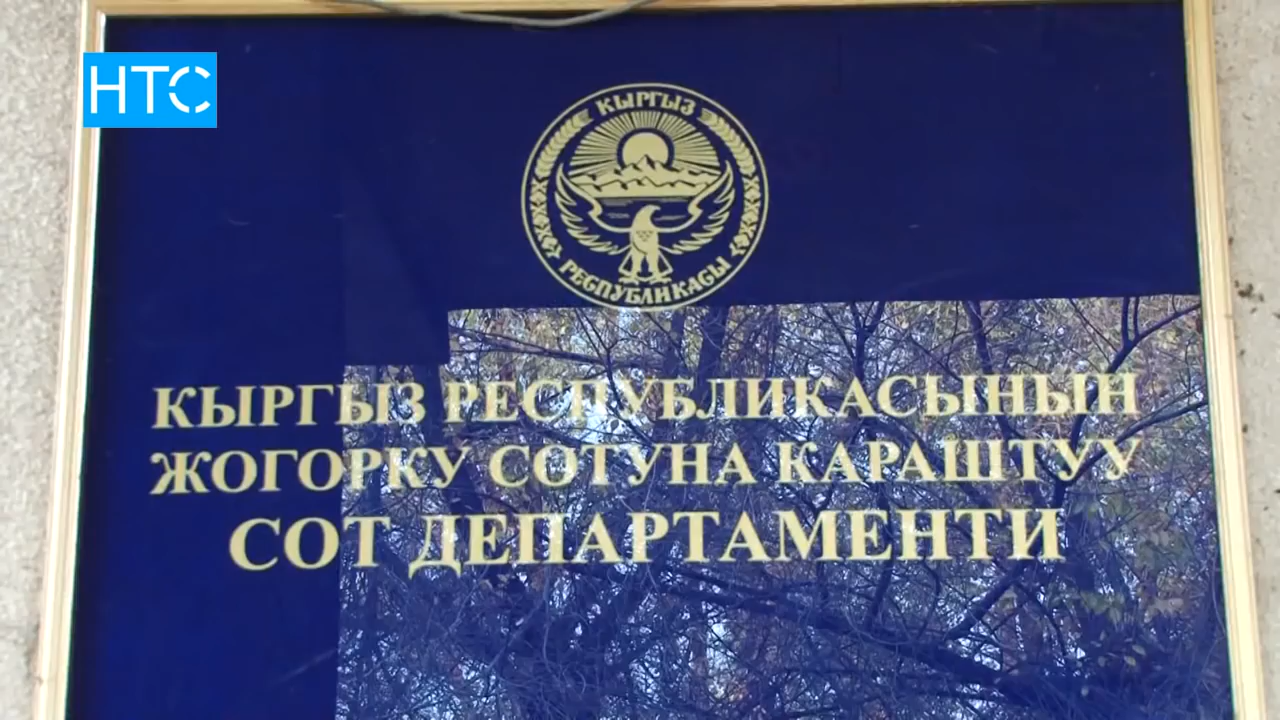 НТС
КЫРГЫЗ
РЕСПУБЛИКАСЫ
КЫРГЫЗ РЕСПУБЛИКАСЫНЫН
ЖОГОРКУ СОТУНА КАРАШТУУ
СОТ ДЕПАРТАМЕНТИ